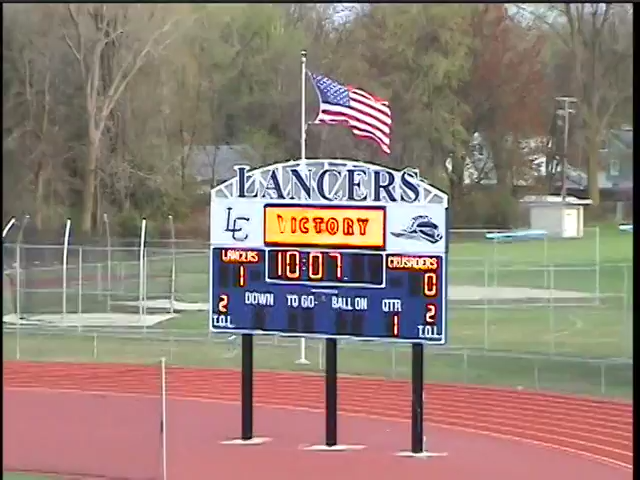 LANCERS
LC VICTORY
LANCERS 10:07 CRUSADERS
1 0
2 DOWN TO GO BALL ON QTR 2
T.O.L 1 T.O.L